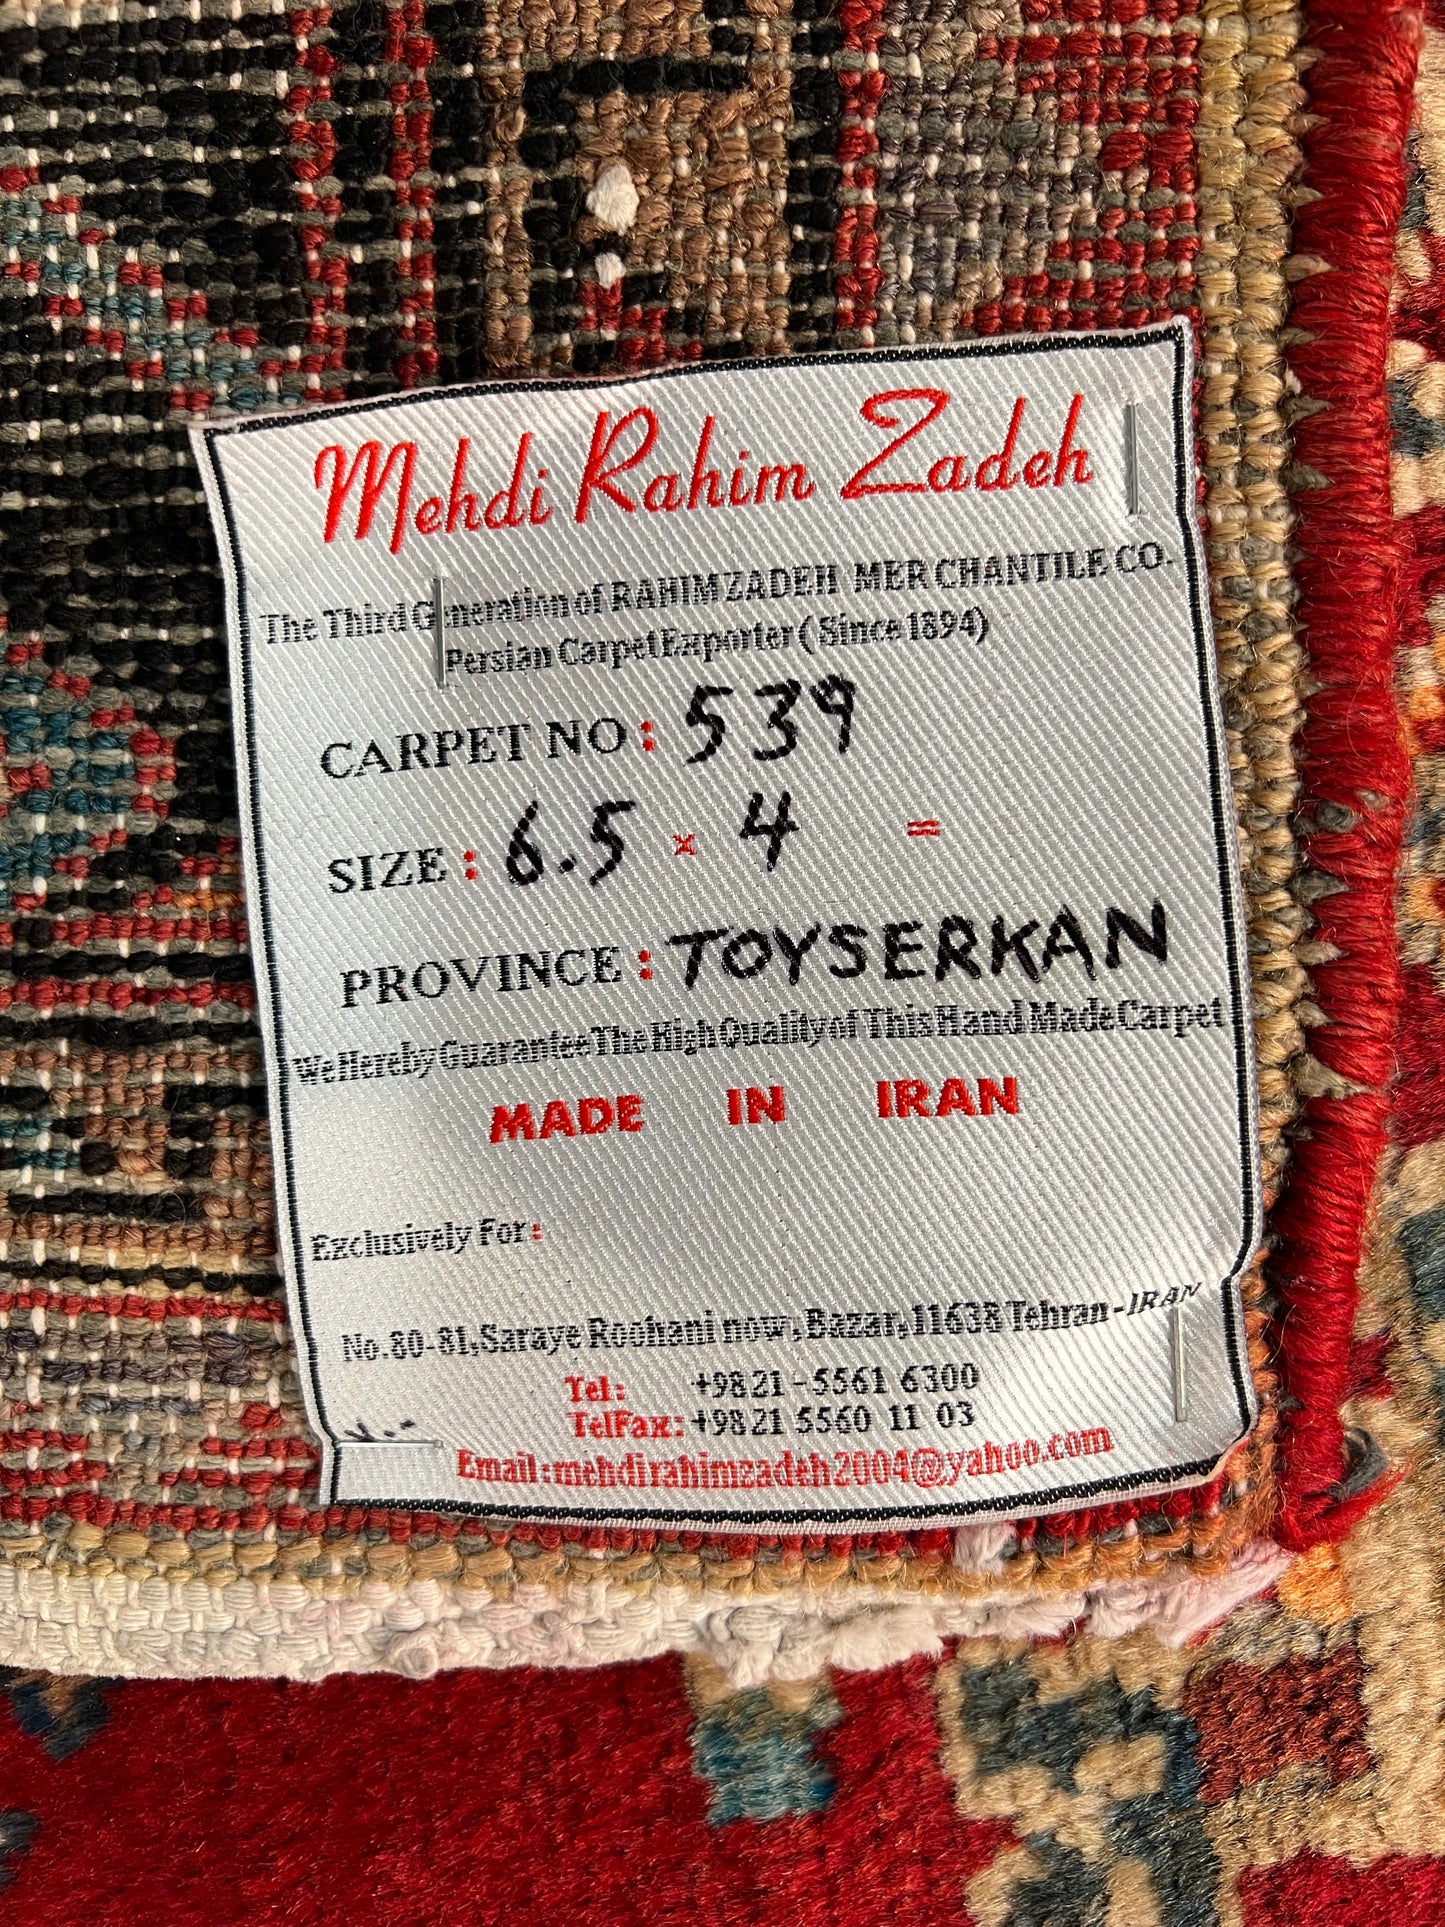 Mehdi Rahim Zadeh
The Third Generation of RAHIMZADEH MERCHANTILE CO.
Persian Carpet Exporter ( Since 1894)
CARPET NO : 539
SIZE : 6.5 x 4 =
PROVINCE : TOYSERKAN
We Hereby Guarantee The High Quality of This Hand Made Carpet
MADE IN IRAN
Exclusively For :
No.80-81,Saraye Roohani now, Bazar,11638 Tehran-IRAN
Tel: +9821-5561 6300
TelFax: +9821 5560 11 03
Email:mehdirahimzadeh2004@yahoo.com